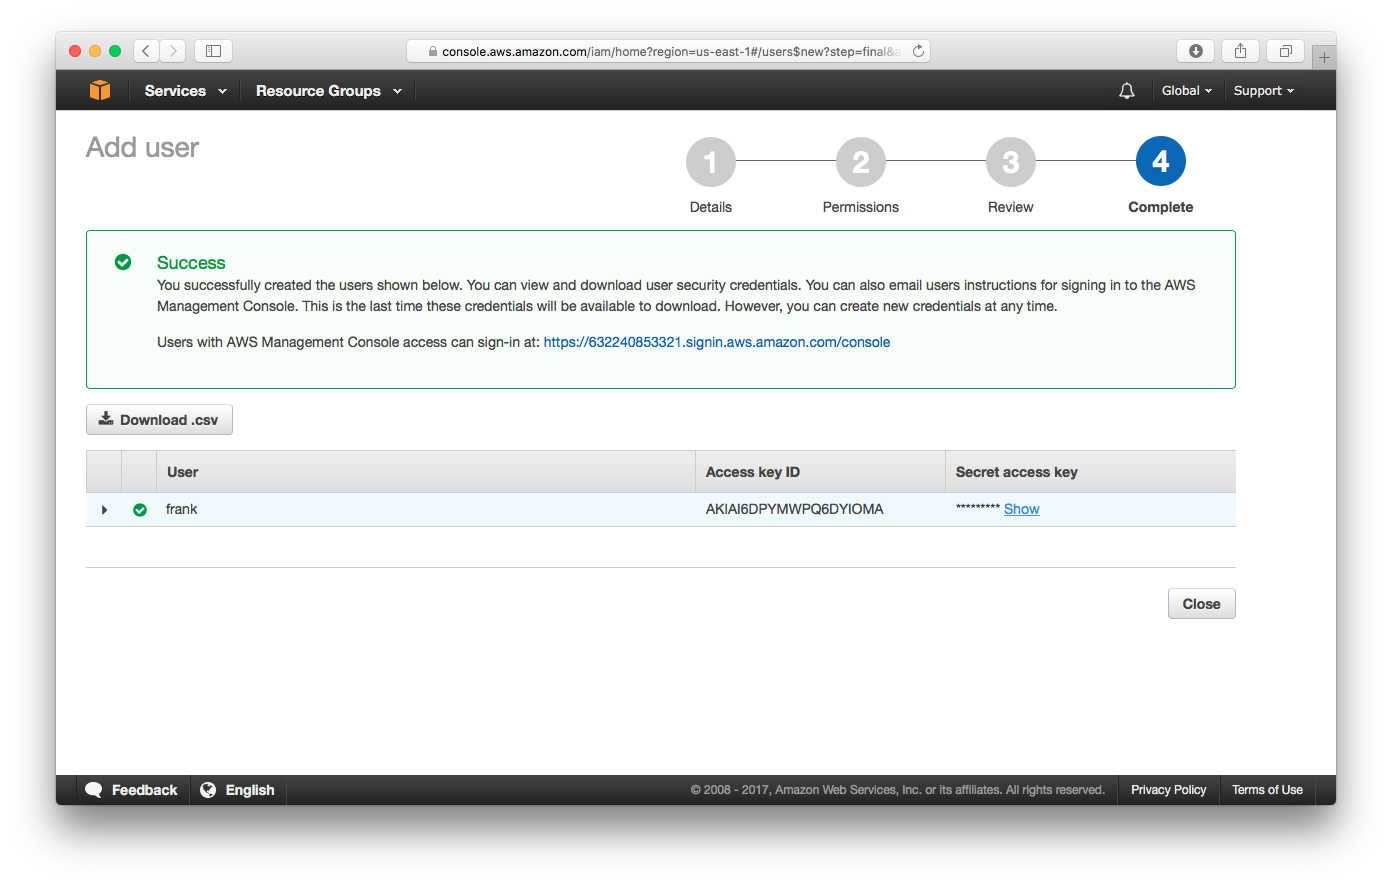 console.aws.amazon.com/iam/home?region=us-east-1#/users$new?step=final&a
Services
Resource Groups
Global
Support
Add user
1
2
3
4
Details
Permissions
Review
Complete
Success
You successfully created the users shown below. You can view and download user security credentials. You can also email users instructions for signing in to the AWS
Management Console. This is the last time these credentials will be available to download. However, you can create new credentials at any time.
Users with AWS Management Console access can sign-in at: https://632240853321.signin.aws.amazon.com/console
Download .csv
User
Access key ID
Secret access key
frank
AKIAI6DPYMWPQ6DYIOMA
********* Show
Close
Feedback
English
© 2008 - 2017, Amazon Web Services, Inc. or its affiliates. All rights reserved.
Privacy Policy
Terms of Use